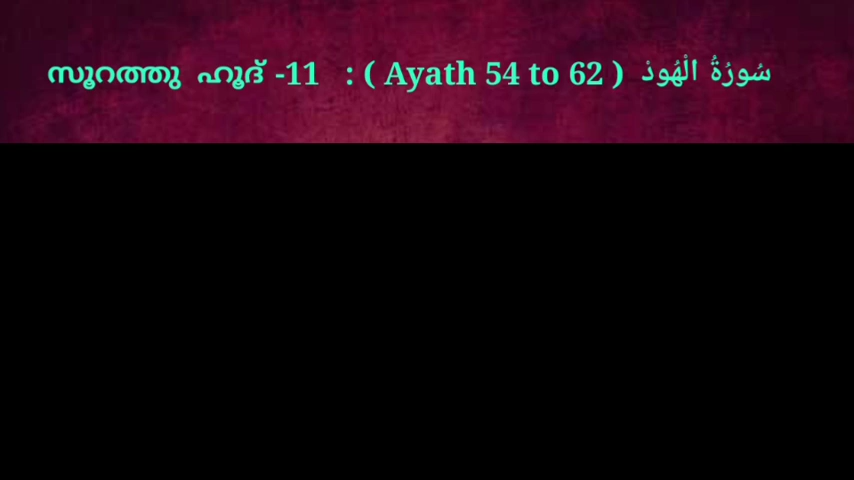 സൂറത്തു ഹൂദ് -11 : ( Ayath 54 to 62 ) سُورُةُ الْهُودْ